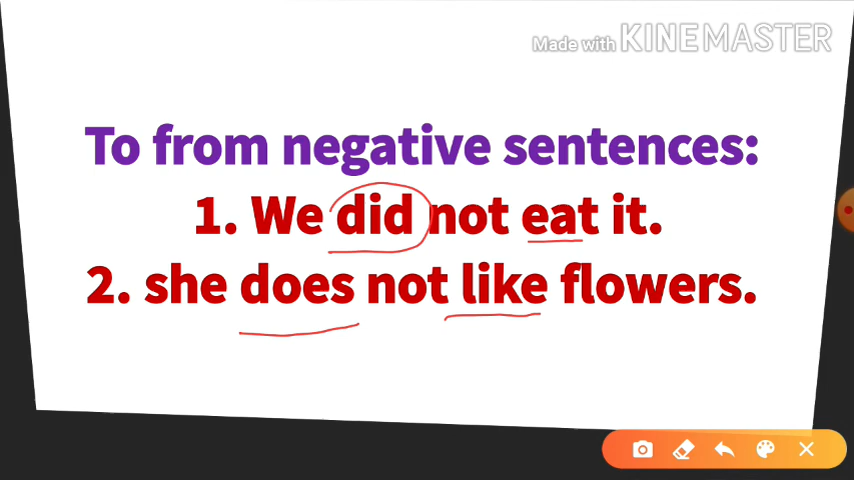 Made with KINEMASTER
To from negative sentences:
1. We did not eat it.
2. she does not like flowers.